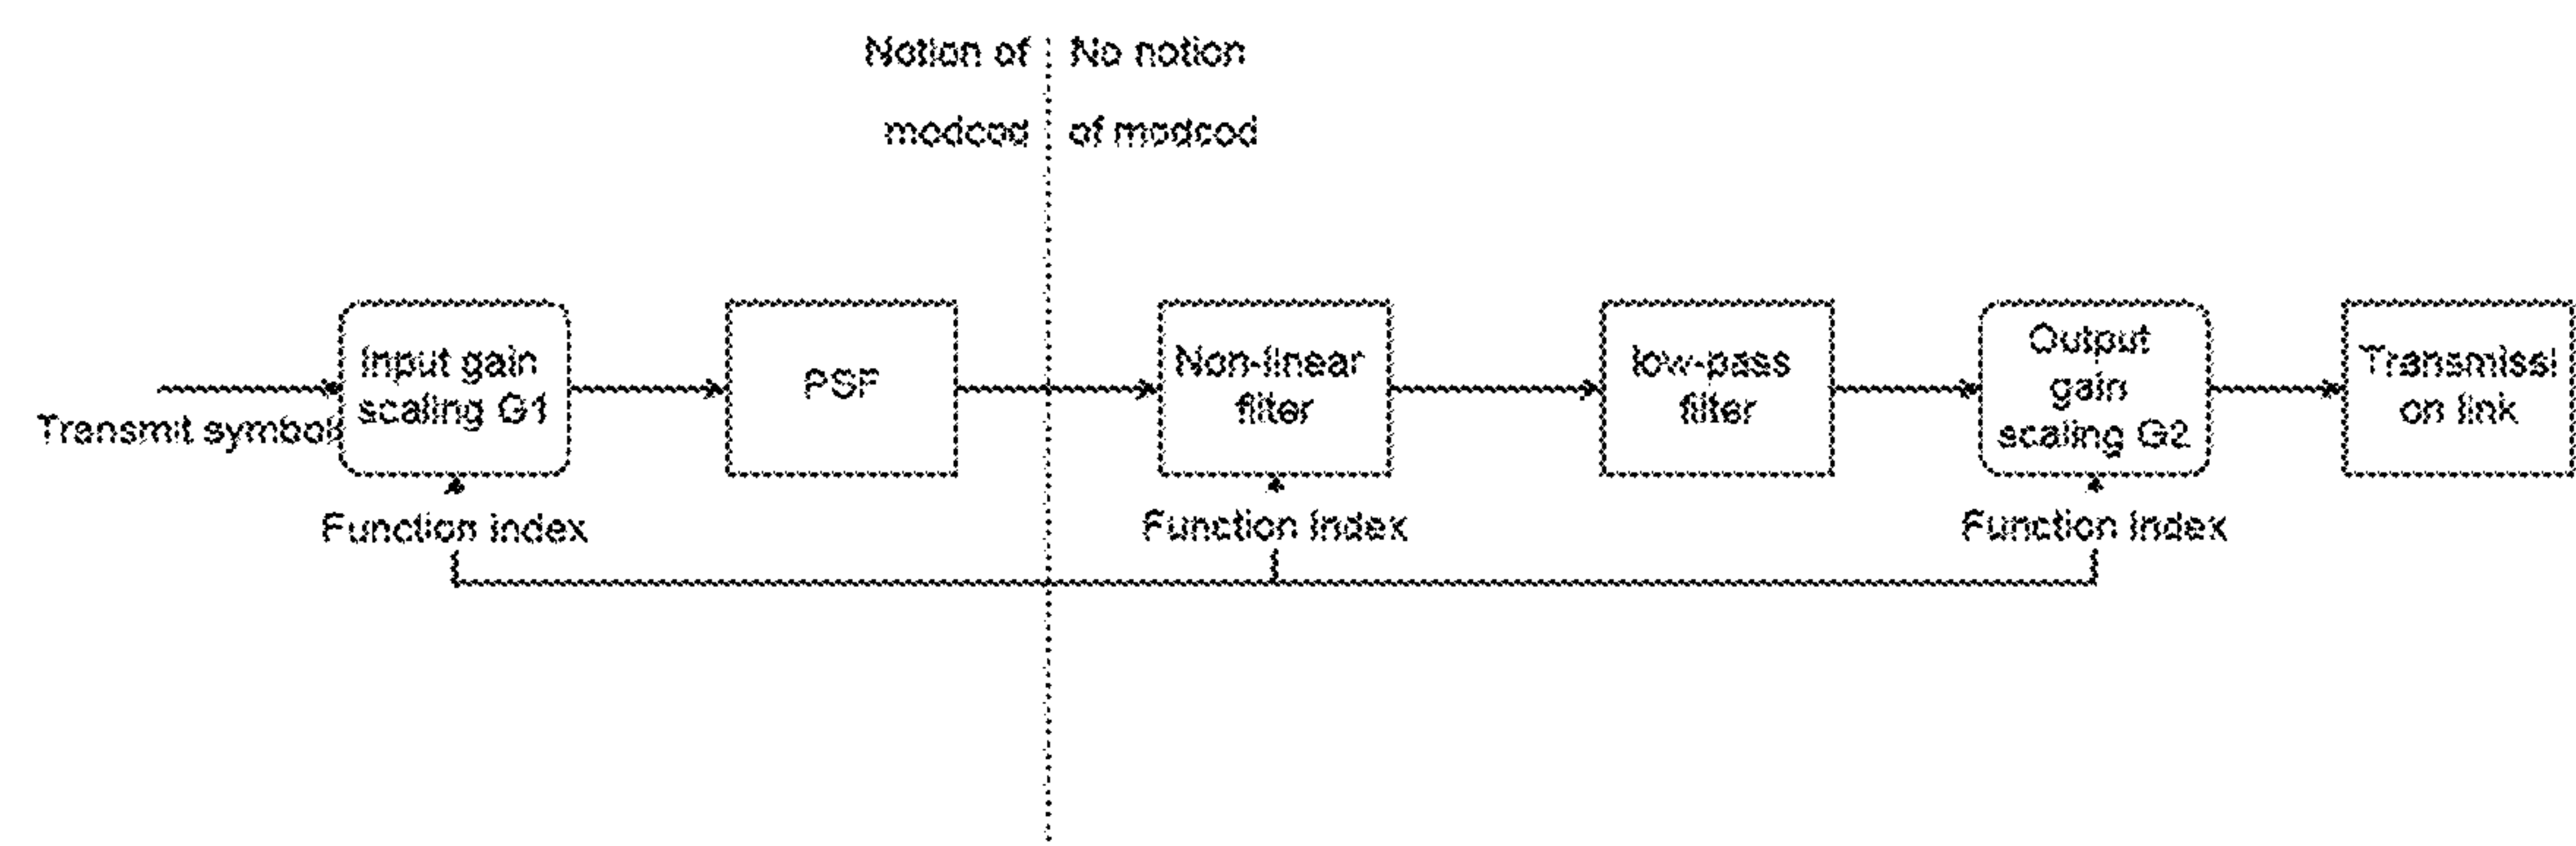 Notion of
modcod
No notion
of modcod
Transmit symbols
Input gain
scaling G1
PSF
Non-linear
filter
low-pass
filter
Output
gain
scaling G2
Transmissi
on link
Function index
Function index
Function index